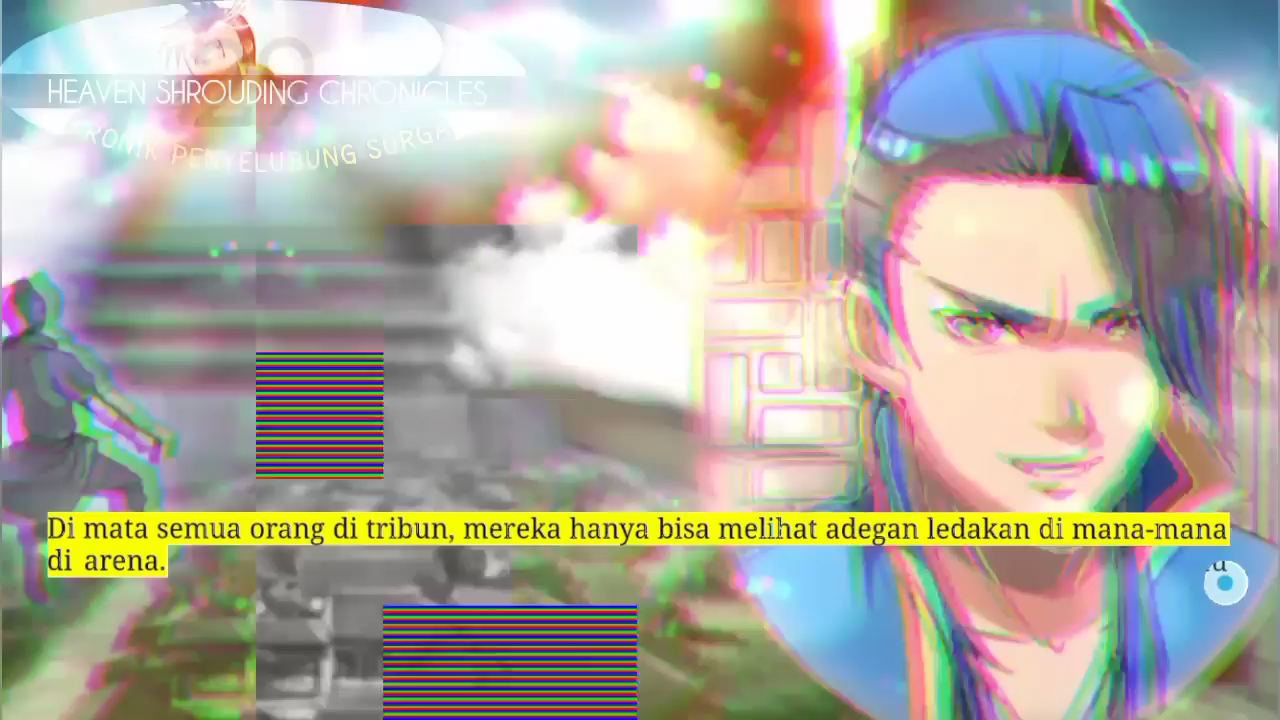 HEAVEN SHROUDING CHRONICLES
PENYELUBUNG
Di mata semua orang di tribun, mereka hanya bisa melihat adegan ledakan di mana-mana
di arena.